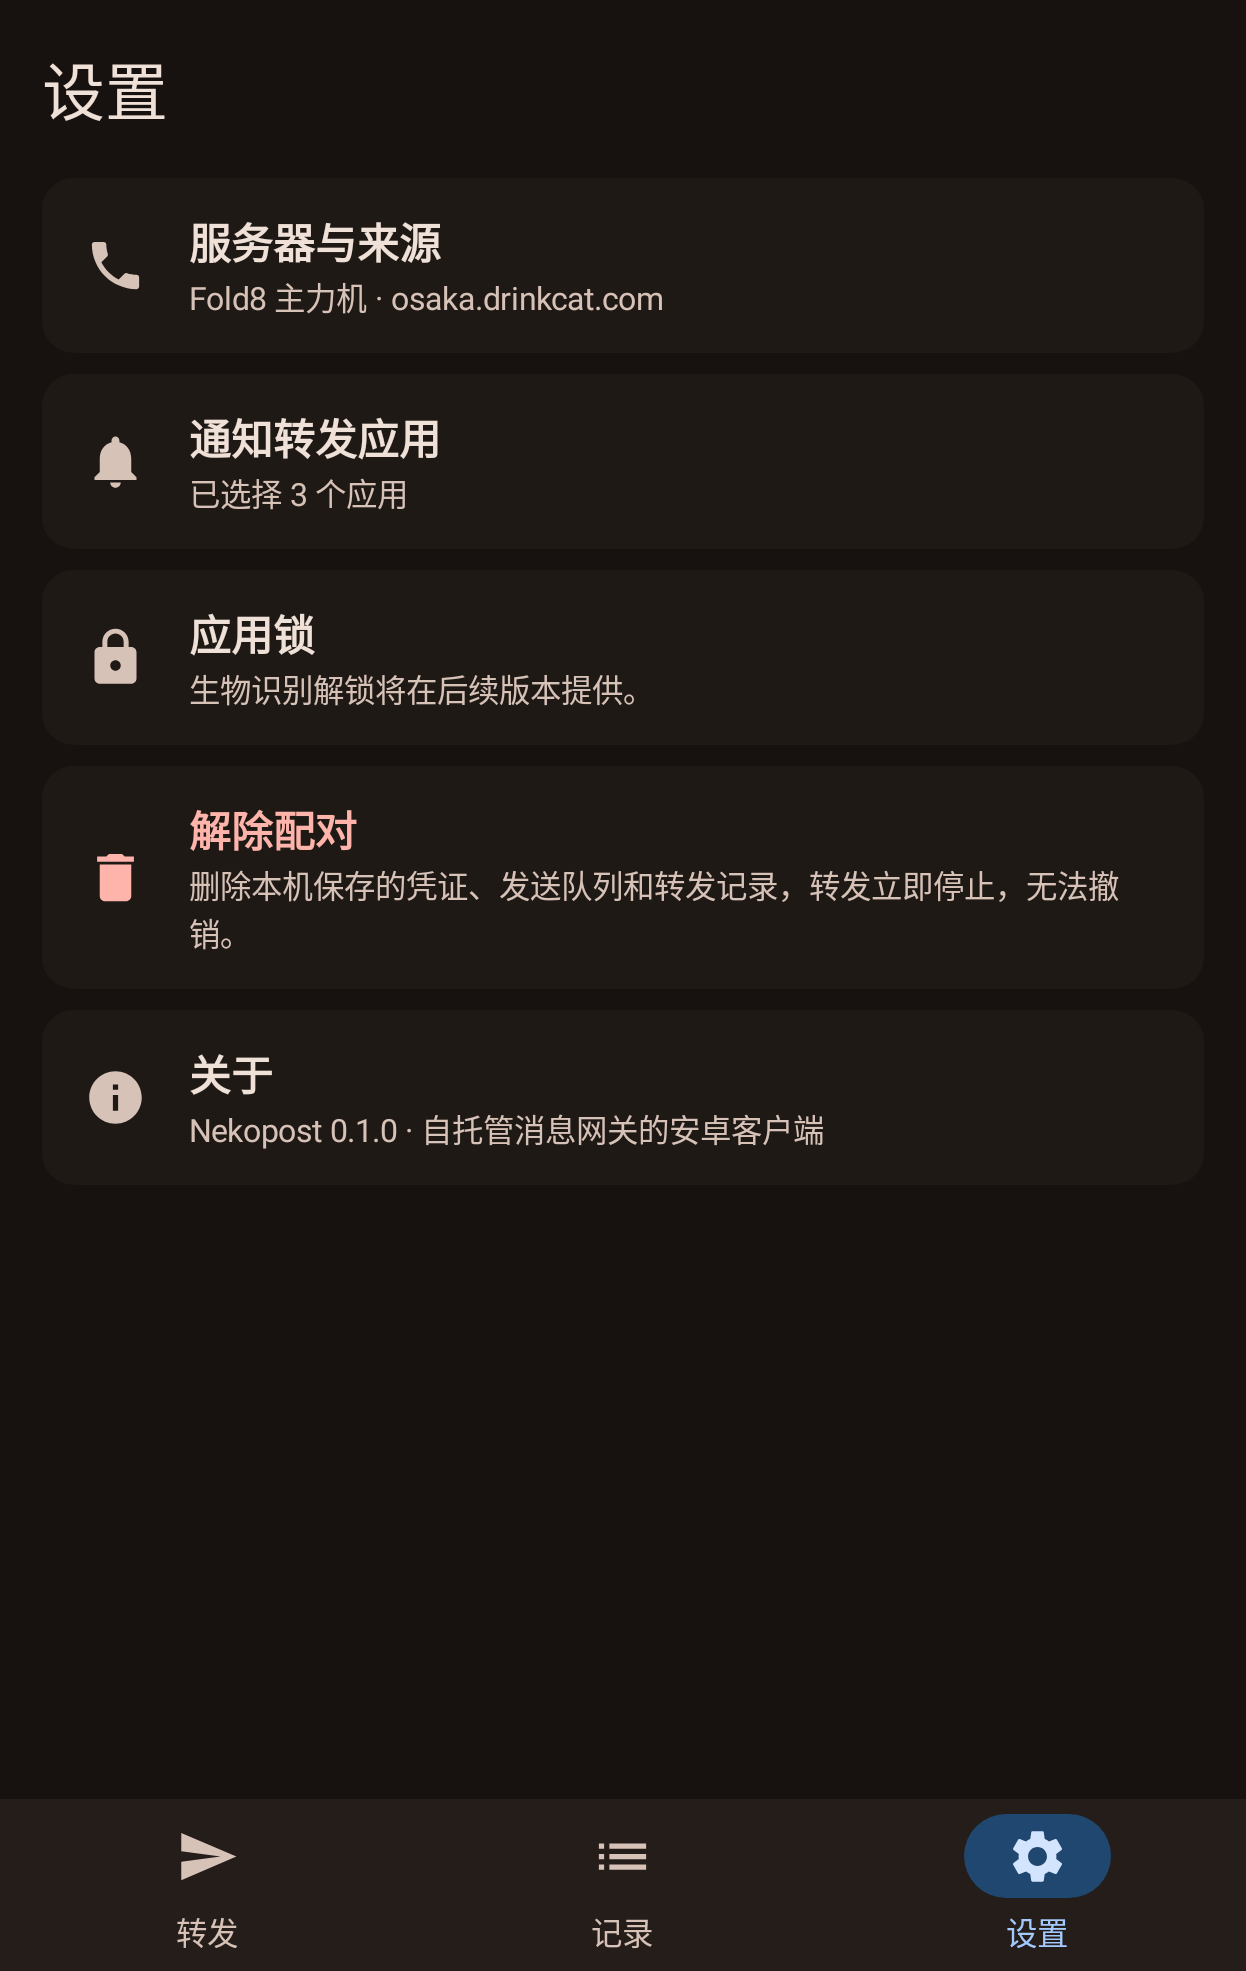 设置
服务器与来源
Fold8 主力机 · osaka.drinkcat.com
通知转发应用
已选择 3 个应用
应用锁
生物识别解锁将在后续版本提供。
解除配对
删除本机保存的凭证、发送队列和转发记录，转发立即停止，无法撤
销。
关于
Nekopost 0.1.0 · 自托管消息网关的安卓客户端
转发
记录
设置